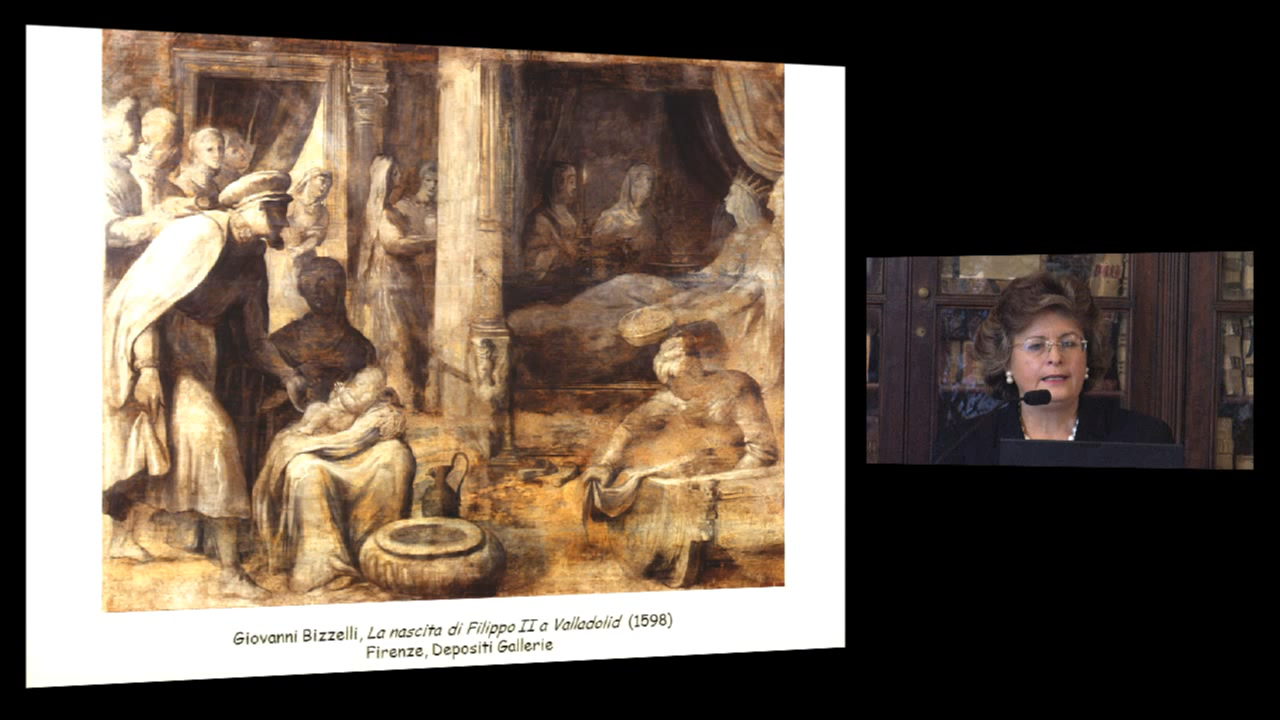 Giovanni Bizzelli, La nascita di Filippo II a Valladolid (1598)
Firenze, Depositi Gallerie